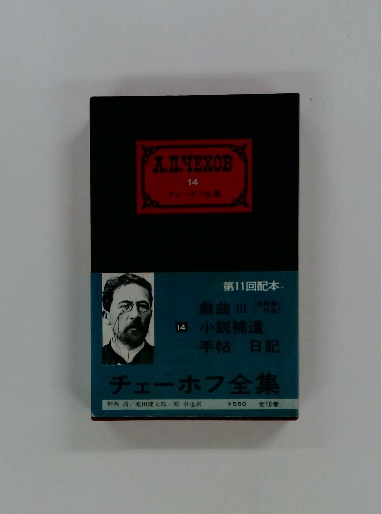 А.П.ЧЕХОВ
14
チェーホフ全集
第11回配本
戯曲 III
14 小説補遺
手帖 日記
チェーホフ全集
¥550 全16巻